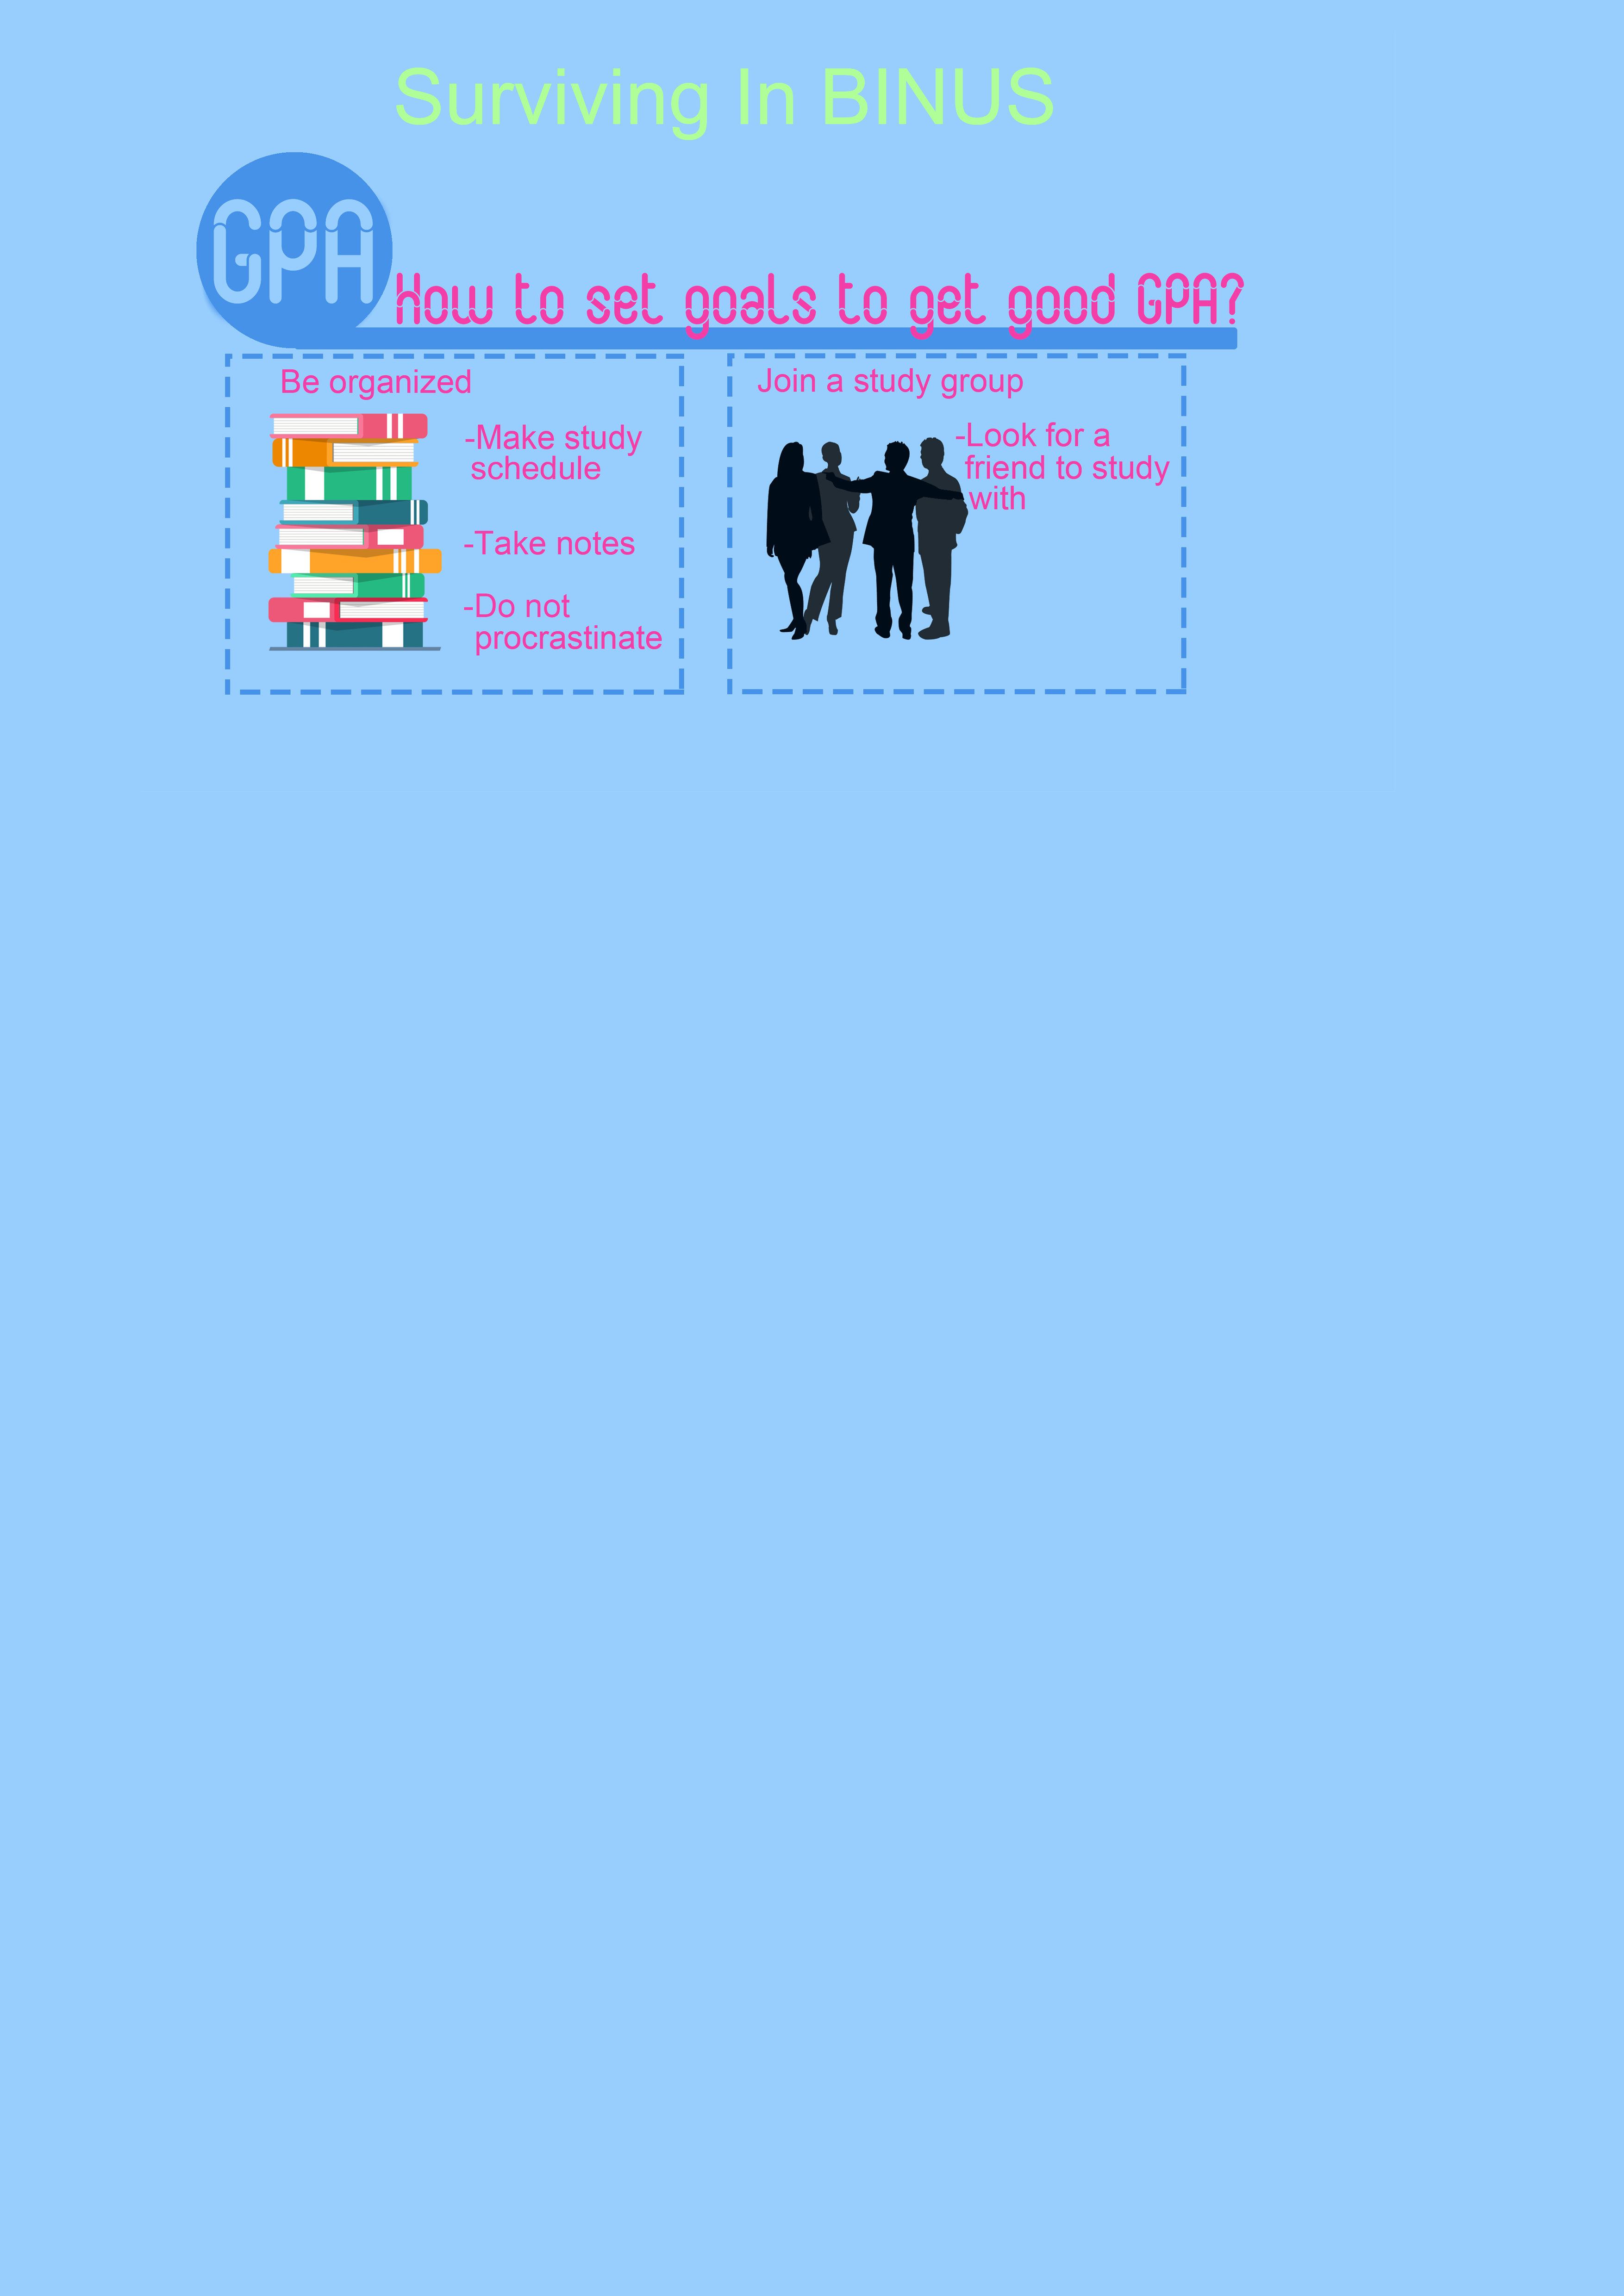 Surviving In BINUS
GPA
How to set goals to get good GPA?
Be organized
-Make study
schedule
-Take notes
-Do not
procrastinate
Join a study group
-Look for a
friend to study
with